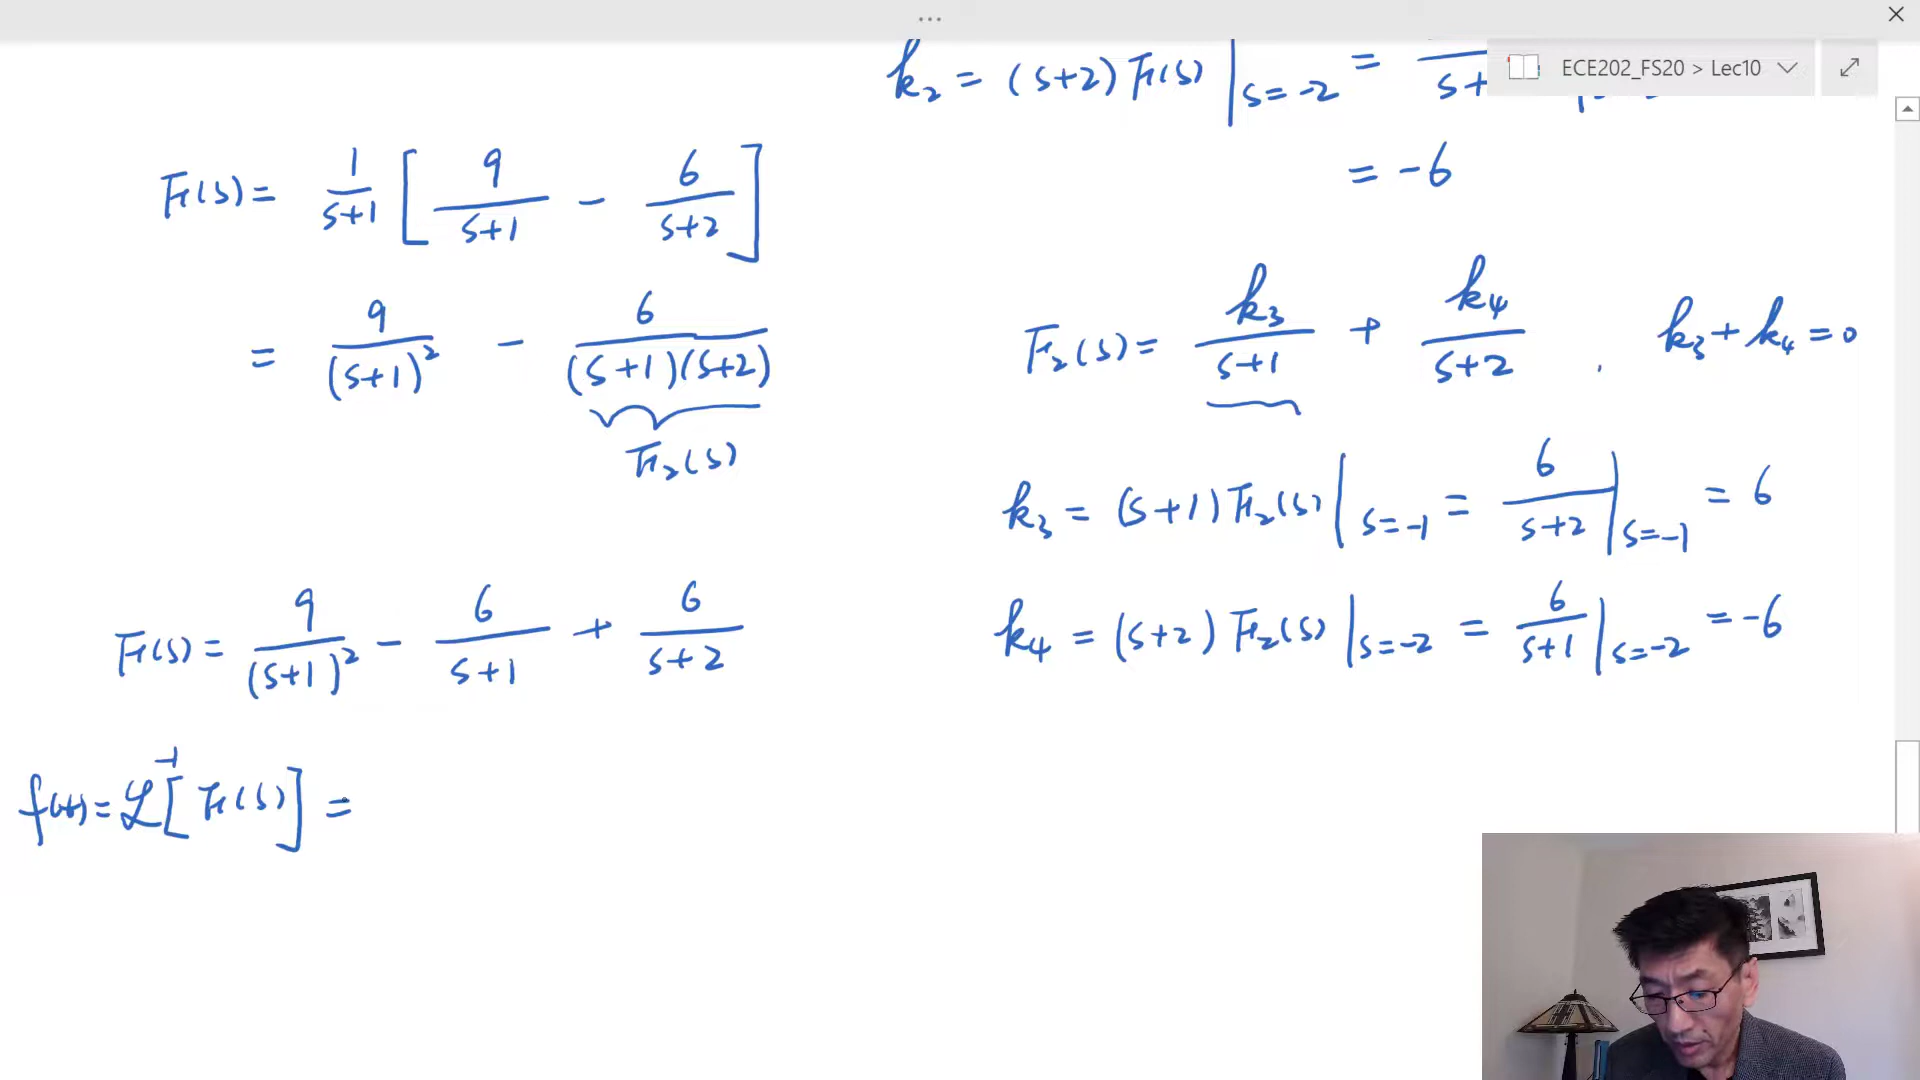 ...
ECE202_FS20 > Lec10
k₂ = (s+2) F(s) |s=-2 =
= -6
F(s) = 1/(s+1) [ 9/(s+1) - 6/(s+2) ]
= 9/(s+1)² - 6/((s+1)(s+2))
F₂(s)
F(s) = 9/(s+1)² - 6/(s+1) + 6/(s+2)
f(t) = ℒ⁻¹[F(s)] =
F₂(s) = k₃/(s+1) + k₄/(s+2) , k₃+k₄=0
k₃ = (s+1) F₂(s) |s=-1 = 6/(s+2) |s=-1 = 6
k₄ = (s+2) F₂(s) |s=-2 = 6/(s+1) |s=-2 = -6